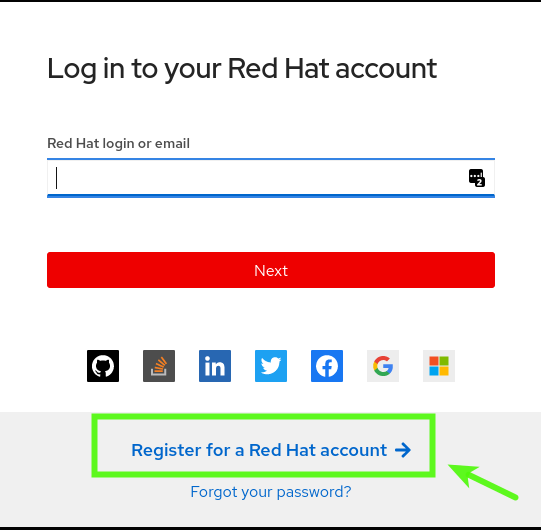 Log in to your Red Hat account
Red Hat login or email
2
Next
in
Register for a Red Hat account
Forgot your password?